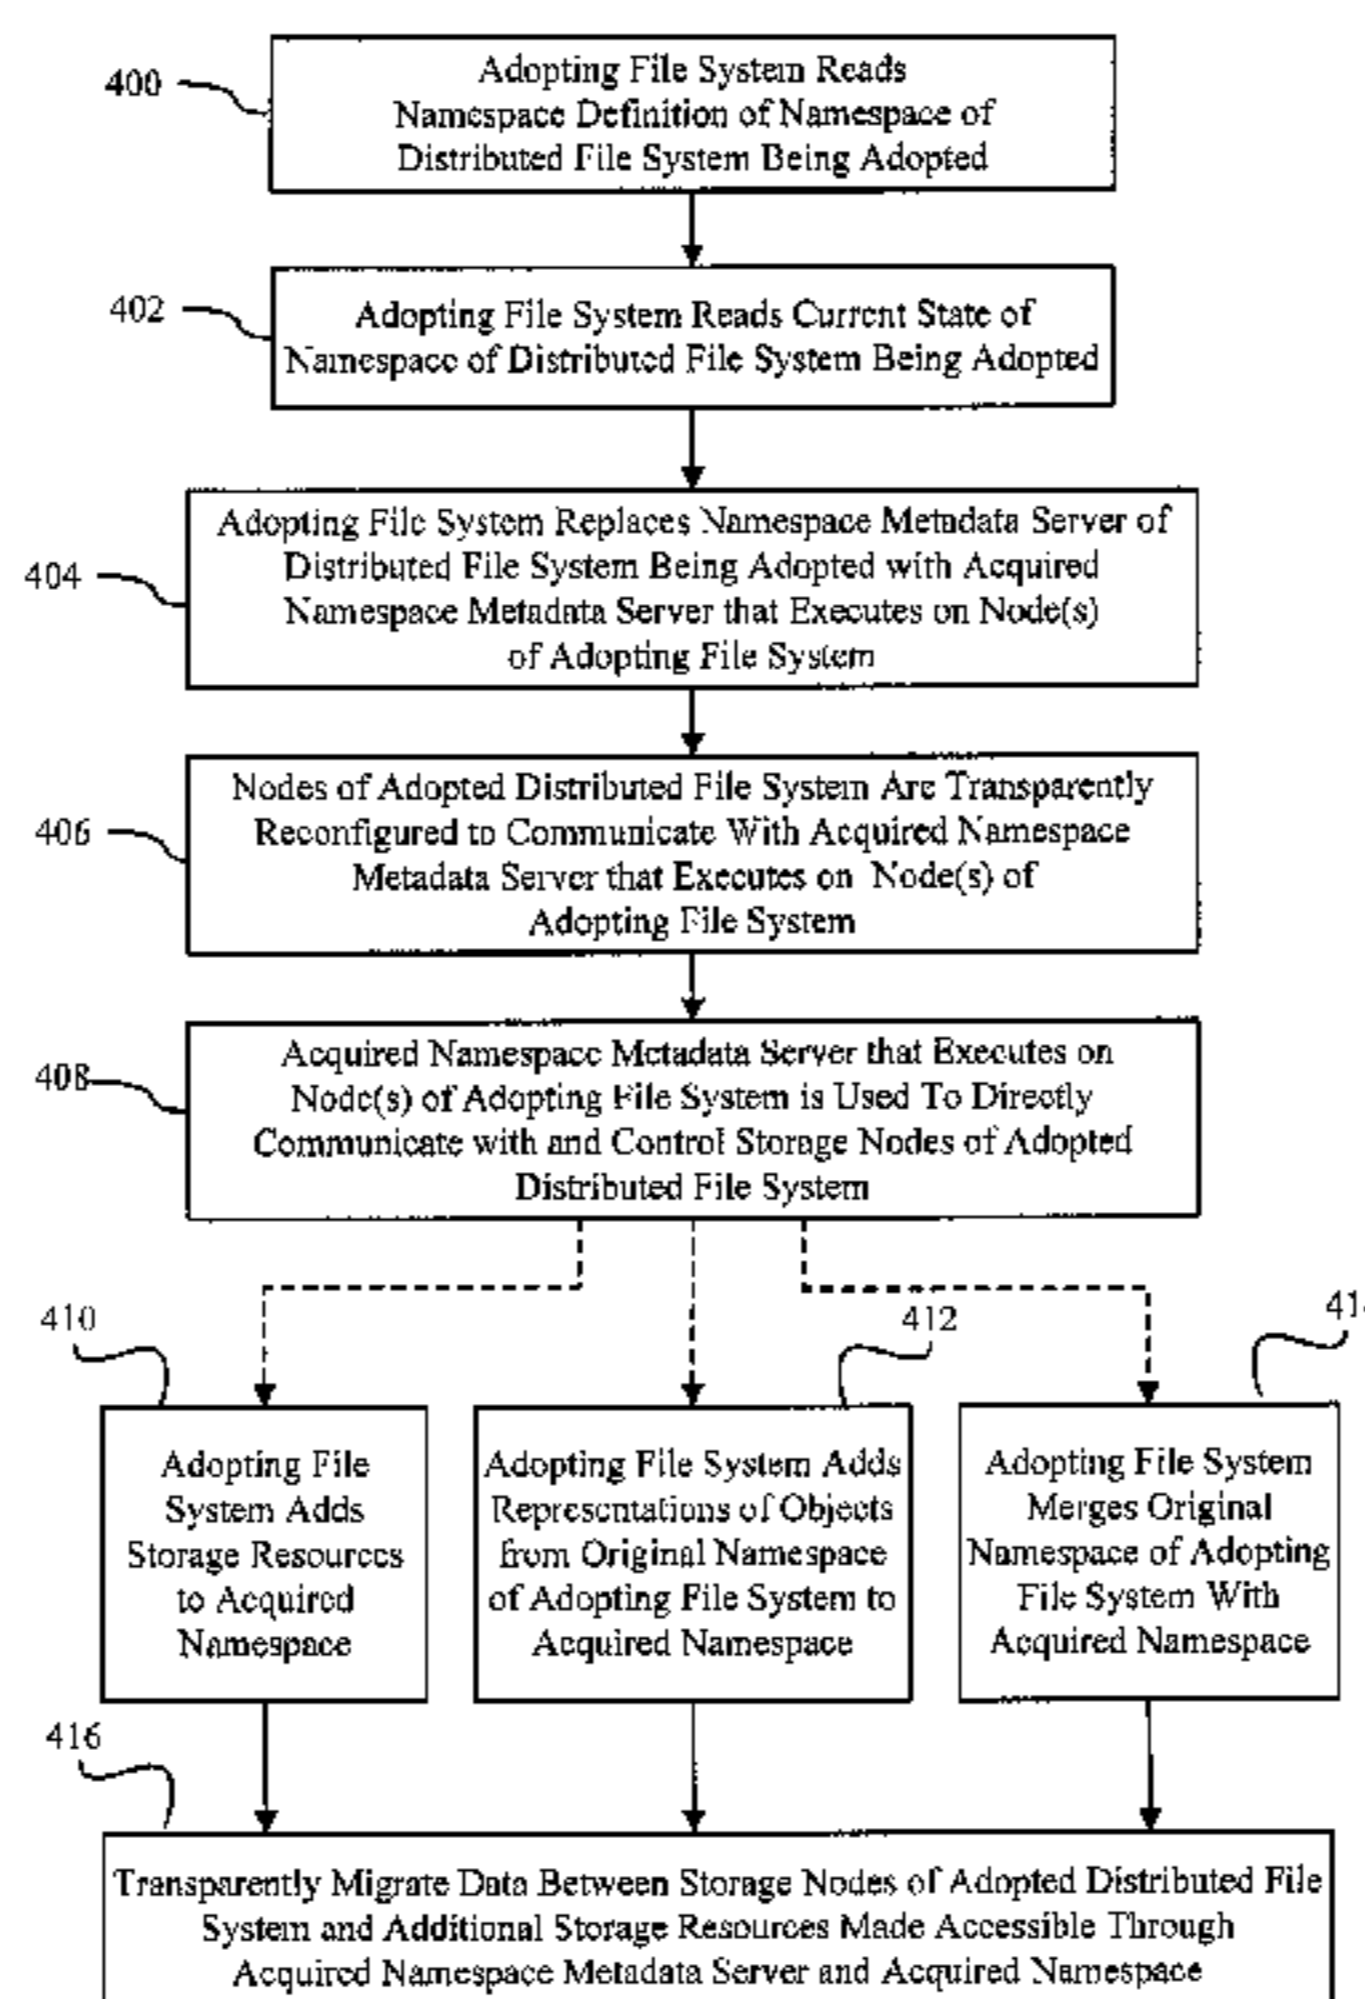 400
Adopting File System Reads
Namespace Definition of Namespace of
Distributed File System Being Adopted
402
Adopting File System Reads Current State of
Namespace of Distributed File System Being Adopted
404
Adopting File System Replaces Namespace Metadata Server of
Distributed File System Being Adopted with Acquired
Namespace Metadata Server that Executes on Node(s)
of Adopting File System
406
Nodes of Adopted Distributed File System Are Transparently
Reconfigured to Communicate With Acquired Namespace
Metadata Server that Executes on Node(s) of
Adopting File System
408
Acquired Namespace Metadata Server that Executes on
Node(s) of Adopting File System is Used To Directly
Communicate with and Control Storage Nodes of Adopted
Distributed File System
410
Adopting File
System Adds
Storage Resources
to Acquired
Namespace
412
Adopting File System Adds
Representations of Objects
from Original Namespace
of Adopting File System to
Acquired Namespace
Adopting File System
Merges Original
Namespace of Adopting
File System With
Acquired Namespace
416
Transparently Migrate Data Between Storage Nodes of Adopted Distributed File
System and Additional Storage Resources Made Accessible Through
Acquired Namespace Metadata Server and Acquired Namespace